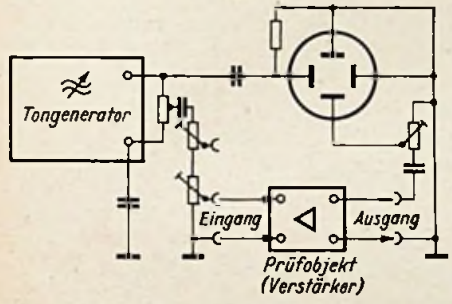 Tongenerator
Eingang
Ausgang
Prüfobjekt
(Verstärker)